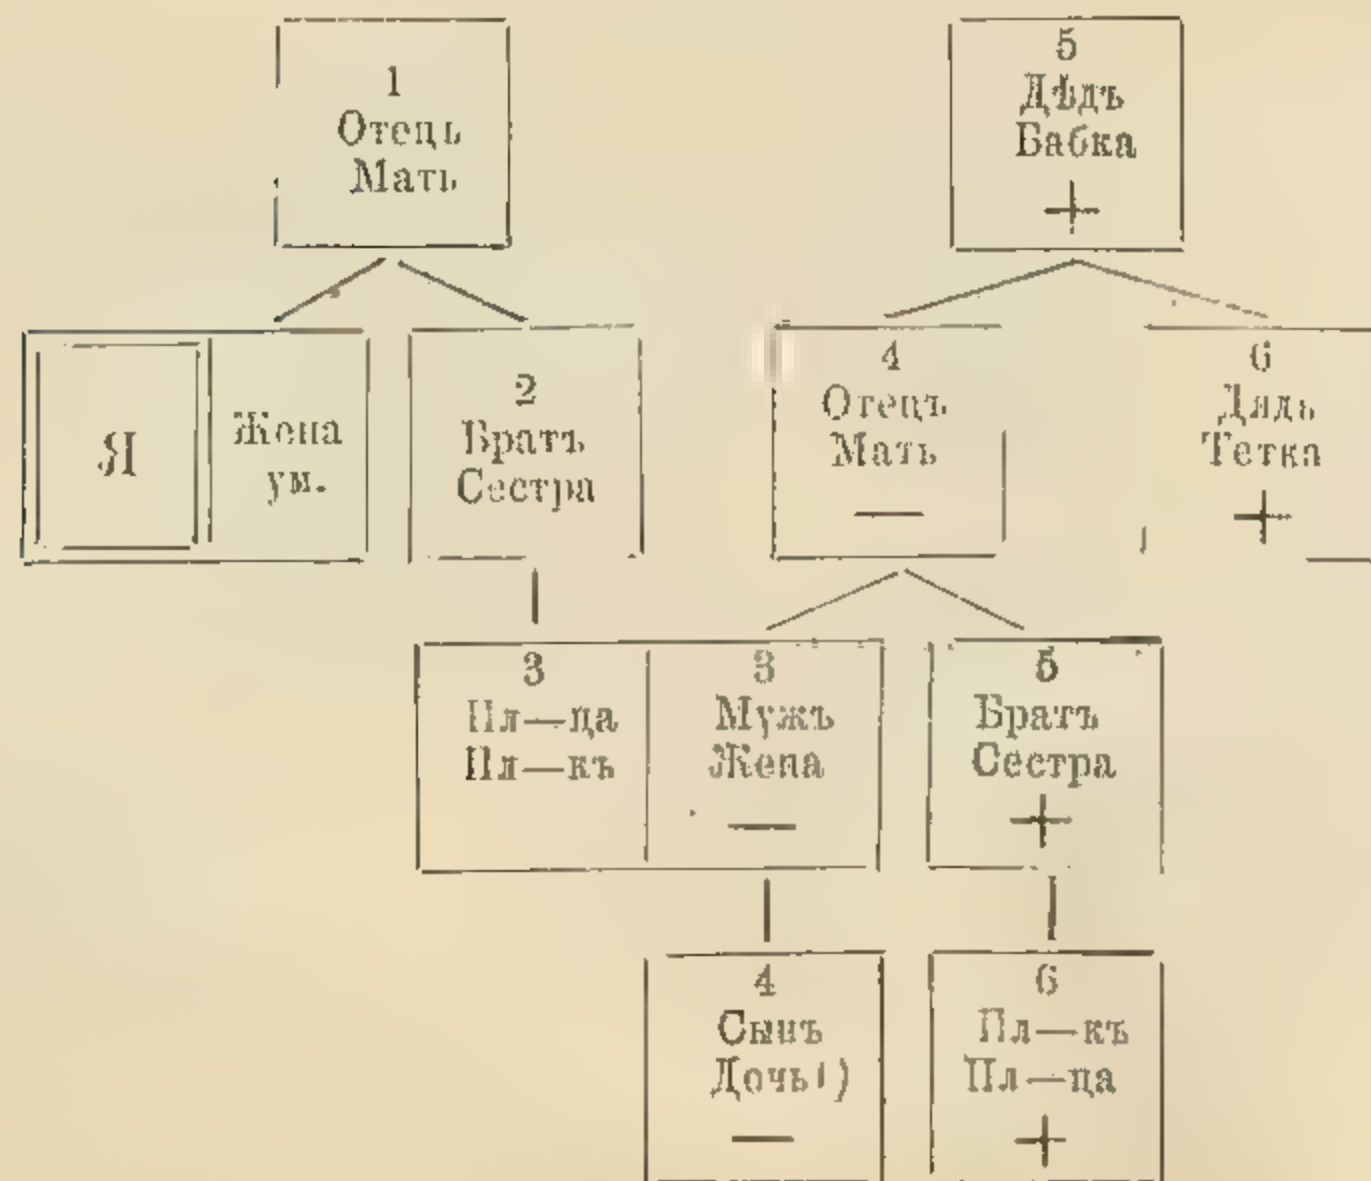 1
Отецъ
Мать
5
Дѣдъ
Бабка
+
Я
Жена
ум.
2
Братъ
Сестра
4
Отецъ
Мать
—
6
Дядь
Тетка
+
3
Пл—ца
Пл—къ
3
Мужъ
Жена
—
5
Братъ
Сестра
+
4
Сынъ
Дочь1)
—
6
Пл—къ
Пл—ца
+